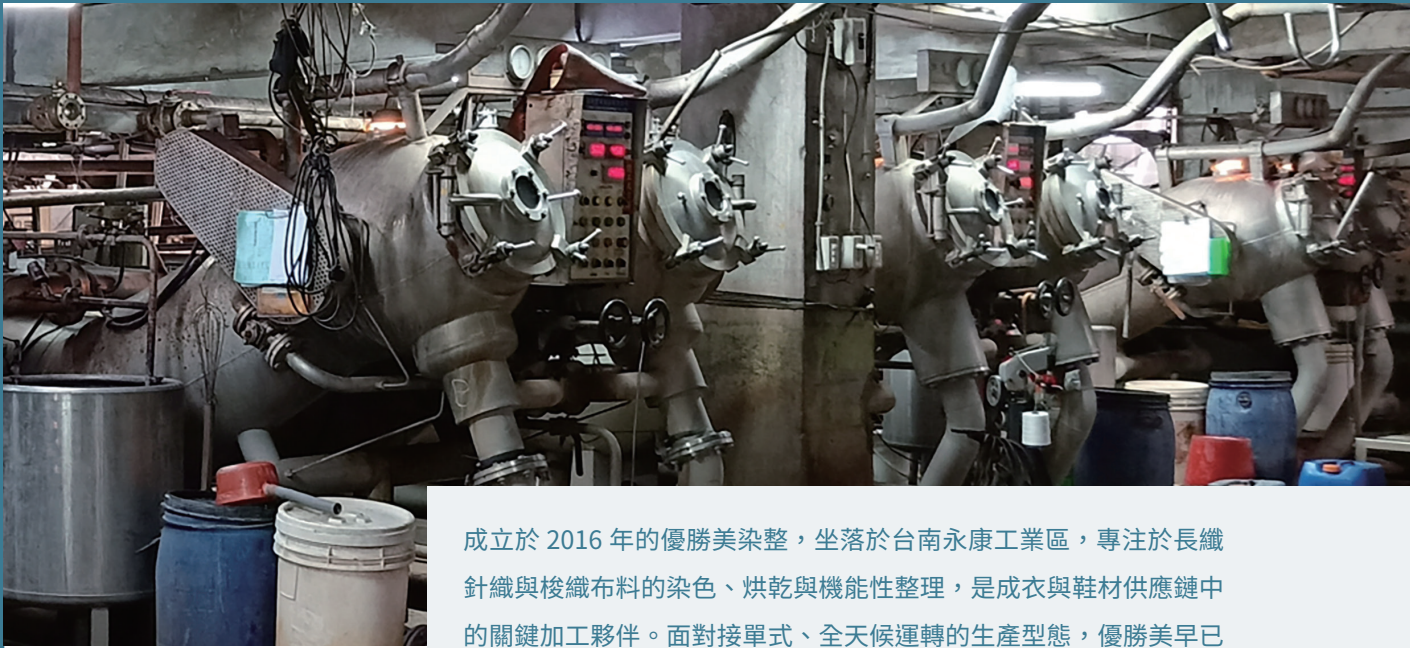 成立於 2016 年的優勝美染整，坐落於台南永康工業區，專注於長纖
針織與梭織布料的染色、烘乾與機能性整理，是成衣與鞋材供應鏈中
的關鍵加工夥伴。面對接單式、全天候運轉的生產型態，優勝美早已